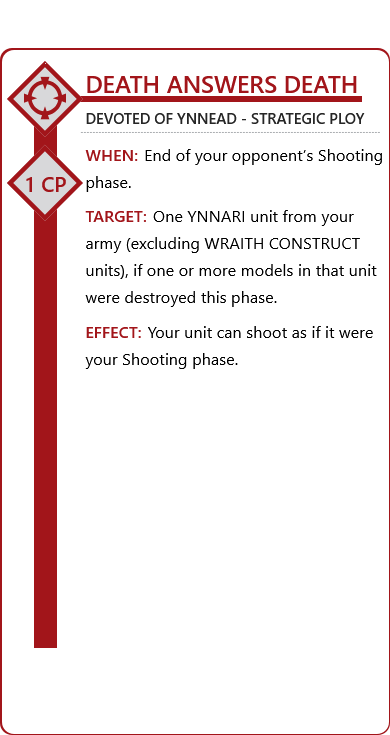 DEATH ANSWERS DEATH
DEVOTED OF YNNEAD - STRATEGIC PLOY
1 CP
WHEN: End of your opponent’s Shooting
phase.
TARGET: One YNNARI unit from your
army (excluding WRAITH CONSTRUCT
units), if one or more models in that unit
were destroyed this phase.
EFFECT: Your unit can shoot as if it were
your Shooting phase.